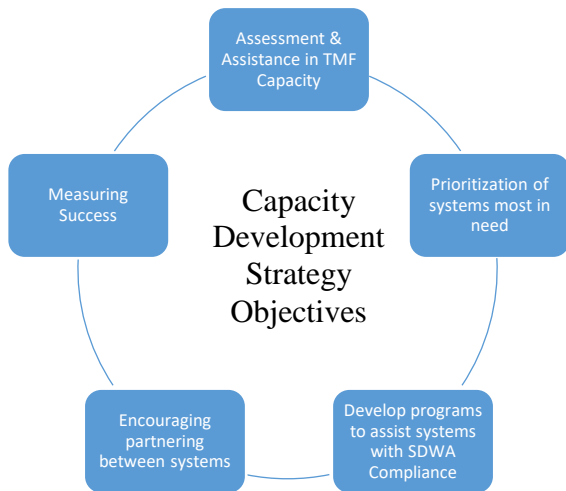 Assessment &
Assistance in TMF
Capacity
Prioritization of
systems most in
need
Develop programs
to assist systems
with SDWA
Compliance
Encouraging
partnering
between systems
Measuring
Success
Capacity
Development
Strategy
Objectives